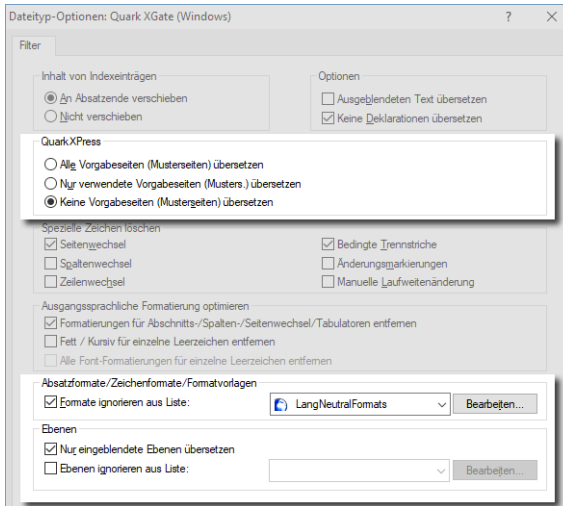 Dateityp-Optionen: Quark XGate (Windows) ?
Filter
Inhalt von Indexeinträgen
An Absatzende verschieben
Nicht verschieben
Optionen
Ausgeblendeten Text übersetzen
Keine Deklarationen übersetzen
QuarkXPress
Alle Vorgabeseiten (Musterseiten) übersetzen
Nur verwendete Vorgabeseiten (Musters.) übersetzen
Keine Vorgabeseiten (Musterseiten) übersetzen
Spezielle Zeichen löschen
Seitenwechsel
Spaltenwechsel
Zeilenwechsel
Bedingte Trennstriche
Änderungsmarkierungen
Manuelle Laufweitenänderung
Ausgangssprachliche Formatierung optimieren
Formatierungen für Abschnitts-/Spalten-/Seitenwechsel/Tabulatoren entfernen
Fett / Kursiv für einzelne Leerzeichen entfernen
Alle Font-Formatierungen für einzelne Leerzeichen entfernen
Absatzformate/Zeichenformate/Formatvorlagen
Formate ignorieren aus Liste: LangNeutralFormats Bearbeiten...
Ebenen
Nur eingeblendete Ebenen übersetzen
Ebenen ignorieren aus Liste: Bearbeiten...